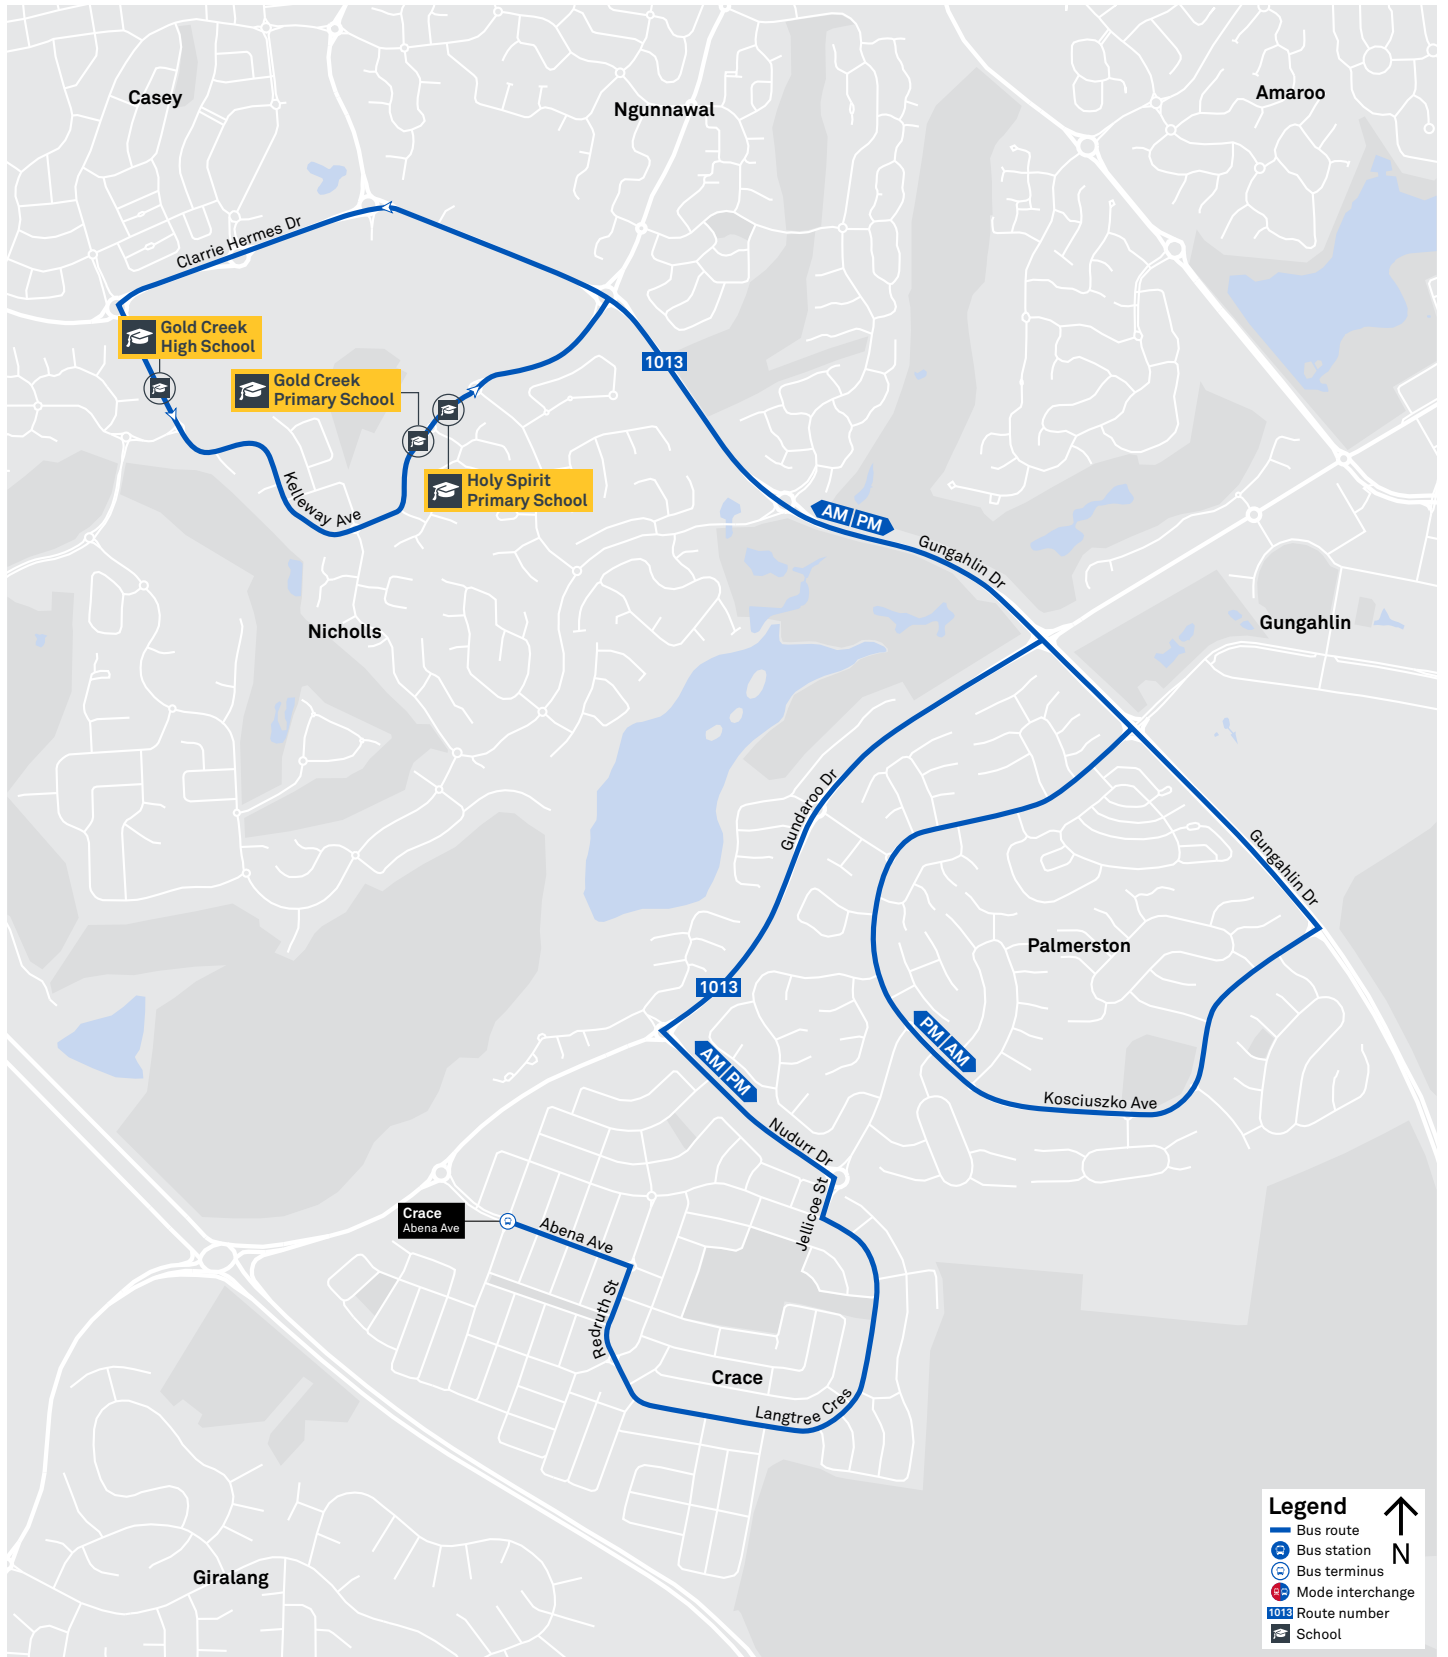 Casey
Ngunnawal
Amaroo
Clarrie Hermes Dr
Gold Creek
High School
Gold Creek
Primary School
1013
Holy Spirit
Primary School
Kelleway Ave
AM | PM
Gungahlin Dr
Nicholls
Gungahlin
Gundaroo Dr
Gungahlin Dr
Palmerston
1013
PM | AM
AM | PM
Kosciuszko Ave
Nudurr Dr
Jellicoe St
Crace
Abena Ave
Abena Ave
Redruth St
Crace
Langtree Cres
Giralang
Legend
N
Bus route
Bus station
Bus terminus
Mode interchange
1013 Route number
School